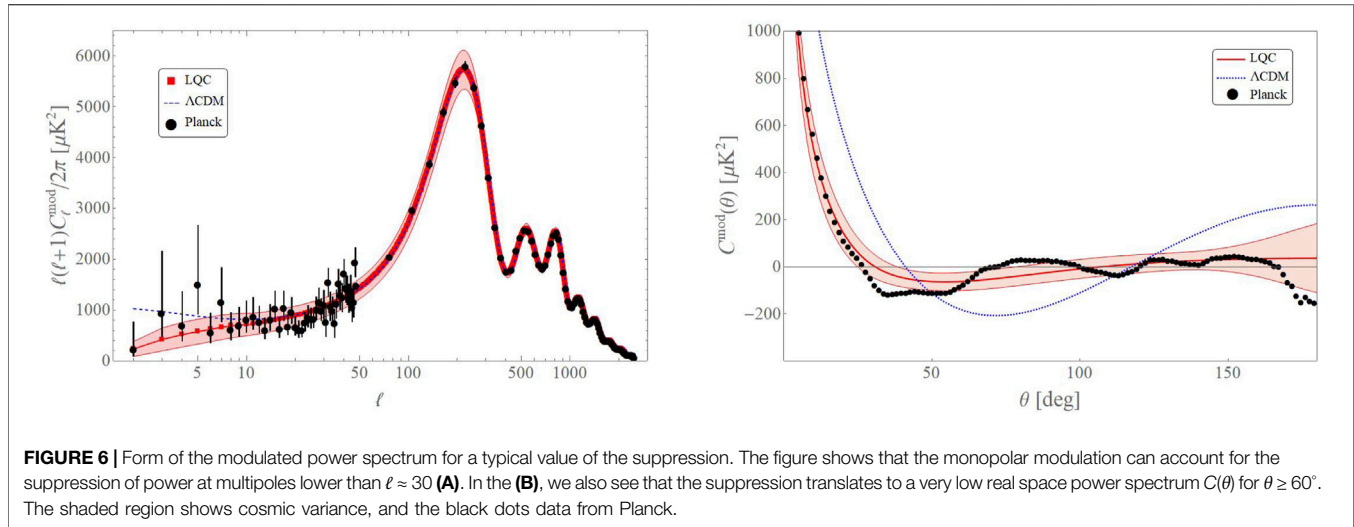 ℓ(ℓ+1)C_ℓ^mod/2π [μK²]
6000
5000
4000
3000
2000
1000
0
LQC
ΛCDM
Planck
5 10 50 100 500 1000
ℓ
C^mod(θ) [μK²]
1000
800
600
400
200
0
−200
LQC
ΛCDM
Planck
50 100 150
θ [deg]
FIGURE 6 | Form of the modulated power spectrum for a typical value of the suppression. The figure shows that the monopolar modulation can account for the
suppression of power at multipoles lower than ℓ ≈ 30 (A). In the (B), we also see that the suppression translates to a very low real space power spectrum C(θ) for θ ≥ 60°.
The shaded region shows cosmic variance, and the black dots data from Planck.